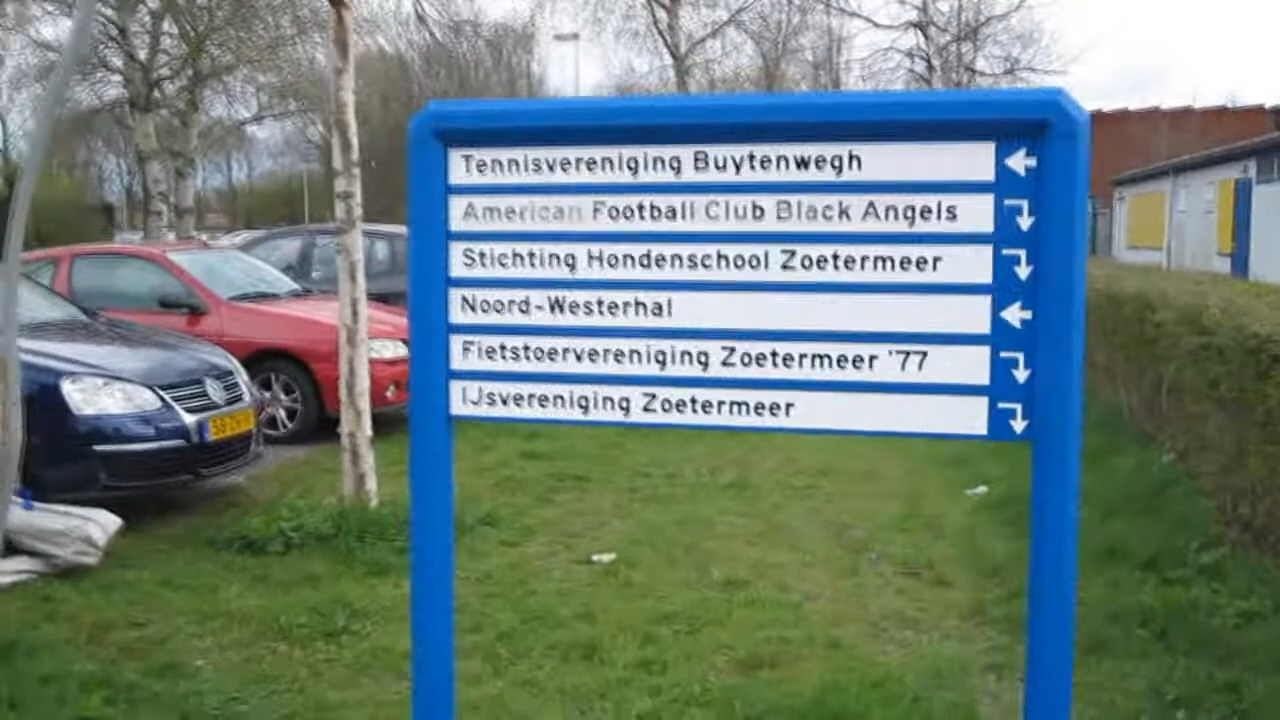 Tennisvereniging Buytenwegh
American Football Club Black Angels
Stichting Hondenschool Zoetermeer
Noord-Westerhal
Fietstoervereniging Zoetermeer '77
IJsvereniging Zoetermeer